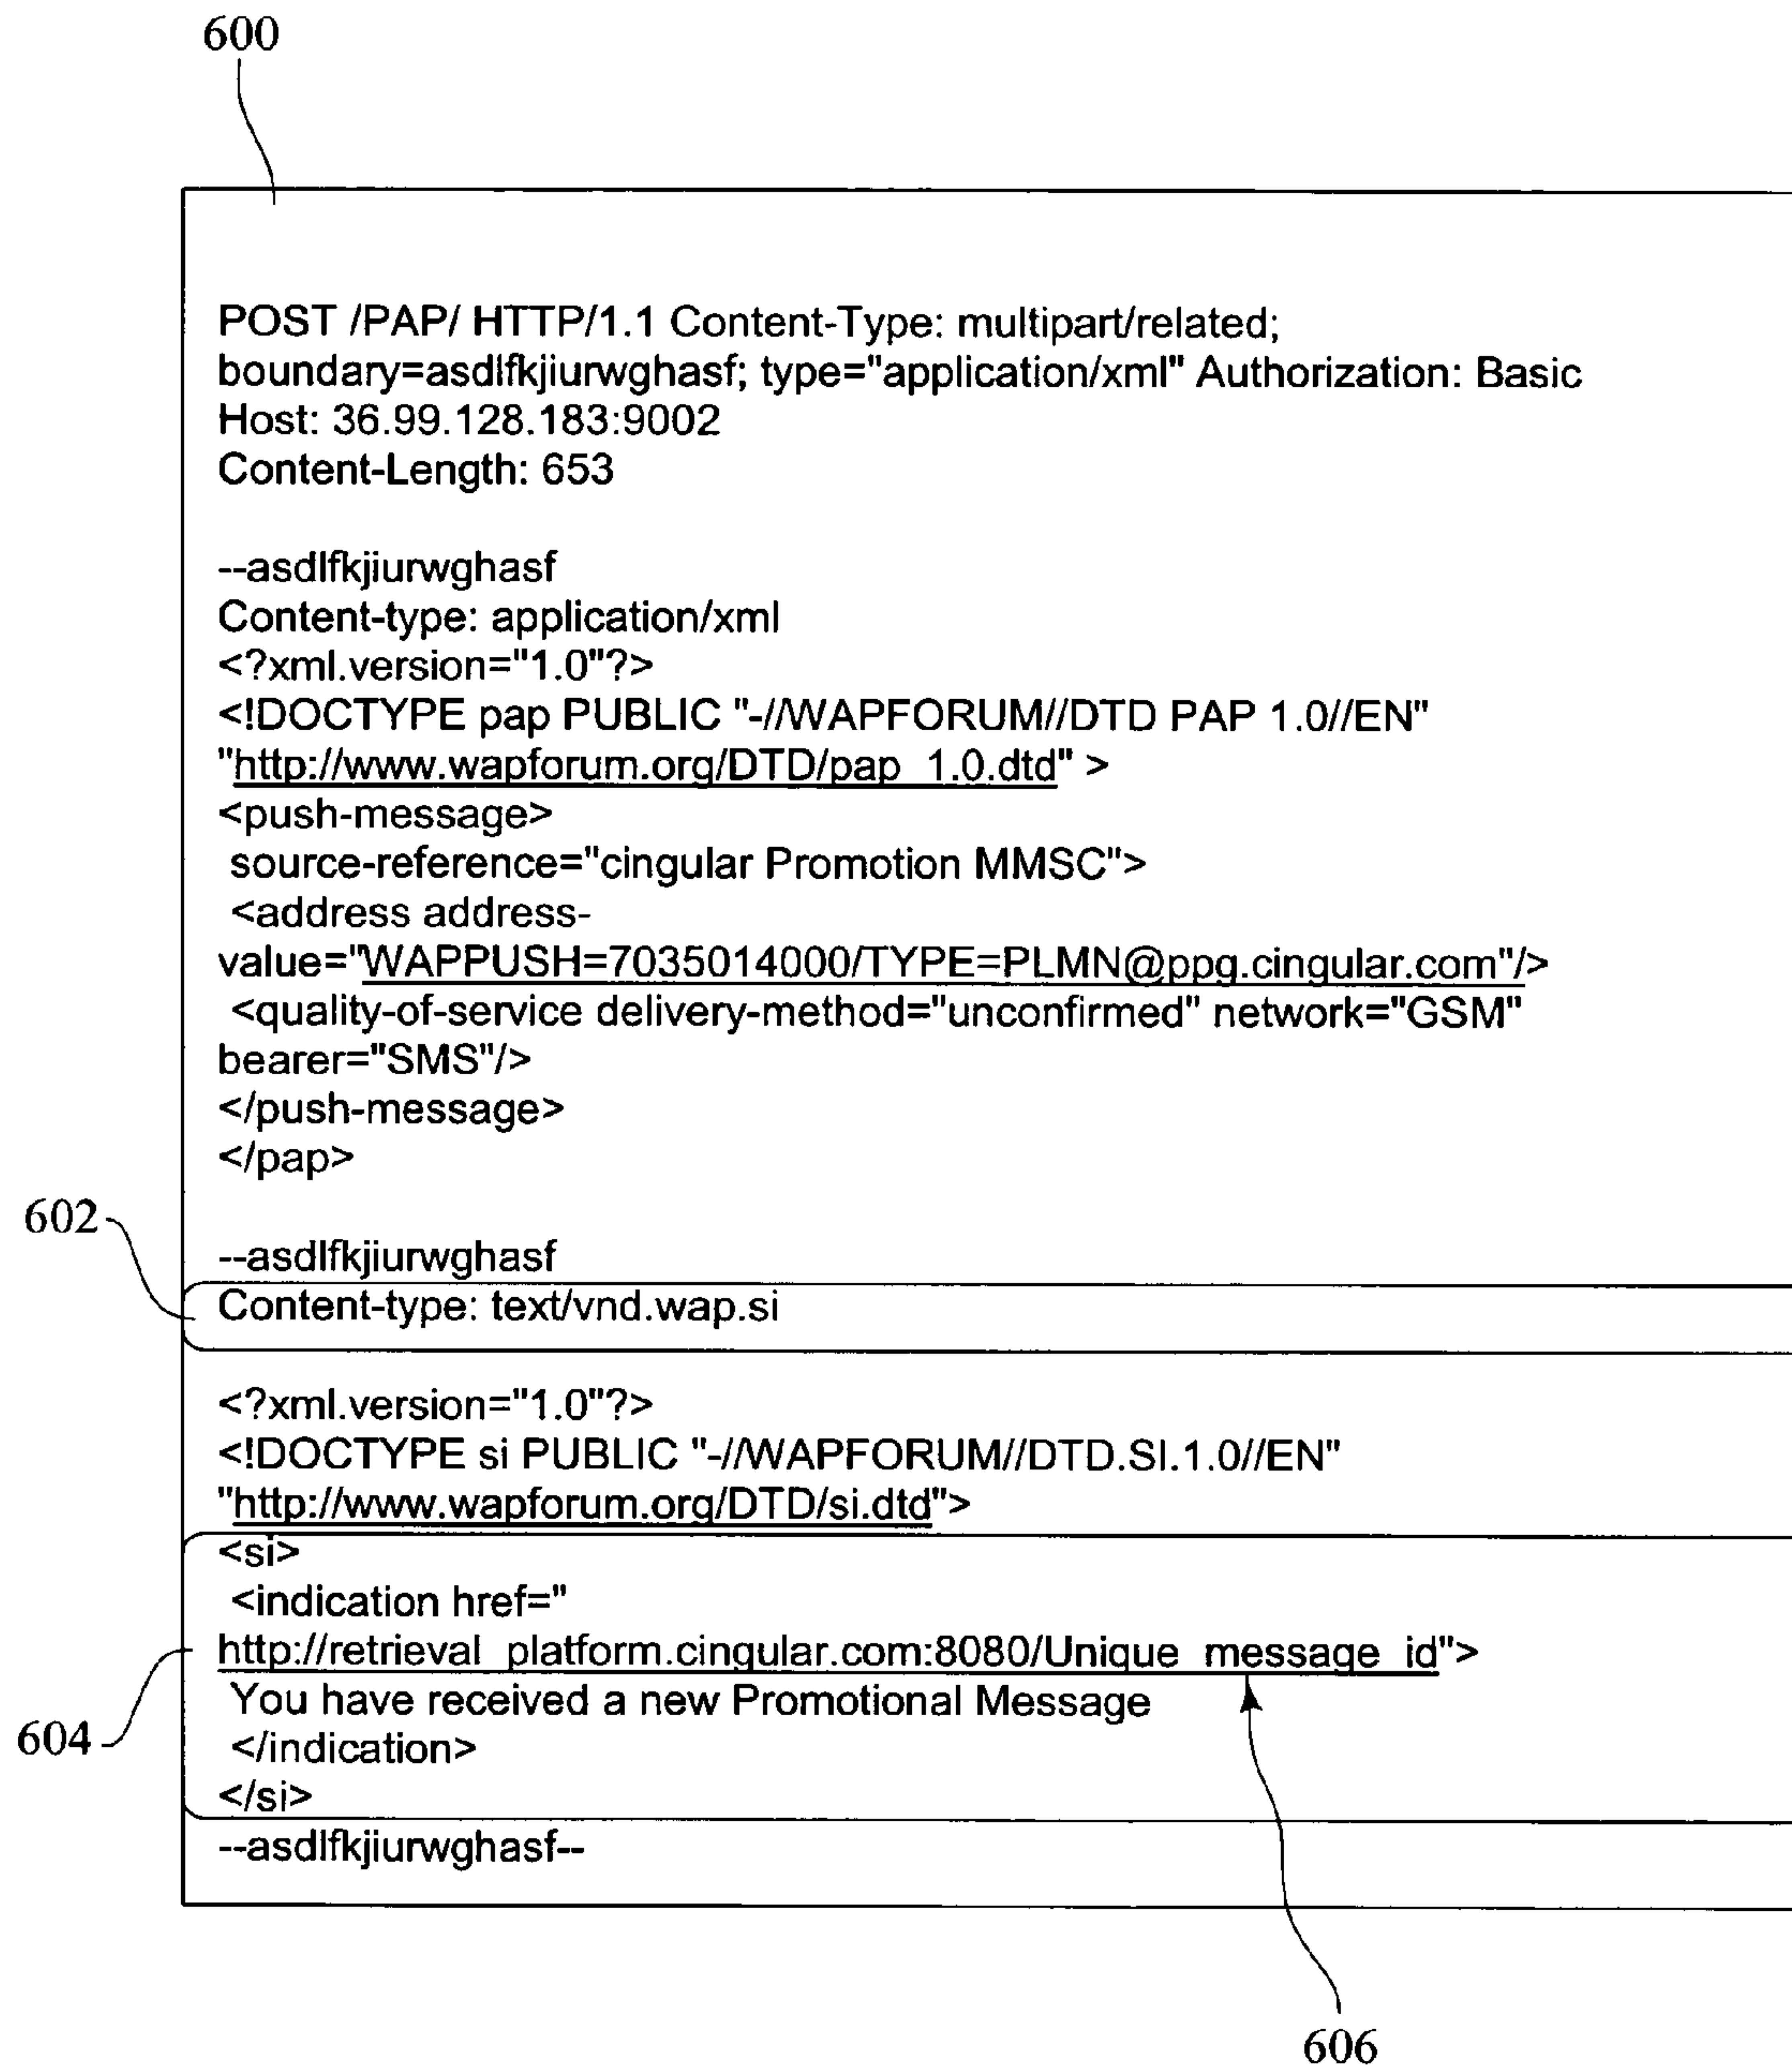 600
POST /PAP/ HTTP/1.1 Content-Type: multipart/related;
boundary=asdlfkjiurwghasf; type="application/xml" Authorization: Basic
Host: 36.99.128.183:9002
Content-Length: 653
--asdlfkjiurwghasf
Content-type: application/xml
<?xml.version="1.0"?>
<!DOCTYPE pap PUBLIC "-//WAPFORUM//DTD PAP 1.0//EN"
"http://www.wapforum.org/DTD/pap_1.0.dtd" >
<push-message>
source-reference="cingular Promotion MMSC">
<address address-
value="WAPPUSH=7035014000/TYPE=PLMN@ppg.cingular.com"/>
<quality-of-service delivery-method="unconfirmed" network="GSM"
bearer="SMS"/>
</push-message>
</pap>
602
--asdlfkjiurwghasf
Content-type: text/vnd.wap.si
<?xml.version="1.0"?>
<!DOCTYPE si PUBLIC "-//WAPFORUM//DTD.SI.1.0//EN"
"http://www.wapforum.org/DTD/si.dtd">
<si>
<indication href="
http://retrieval_platform.cingular.com:8080/Unique_message_id">
You have received a new Promotional Message
604
</indication>
</si>
--asdlfkjiurwghasf--
606